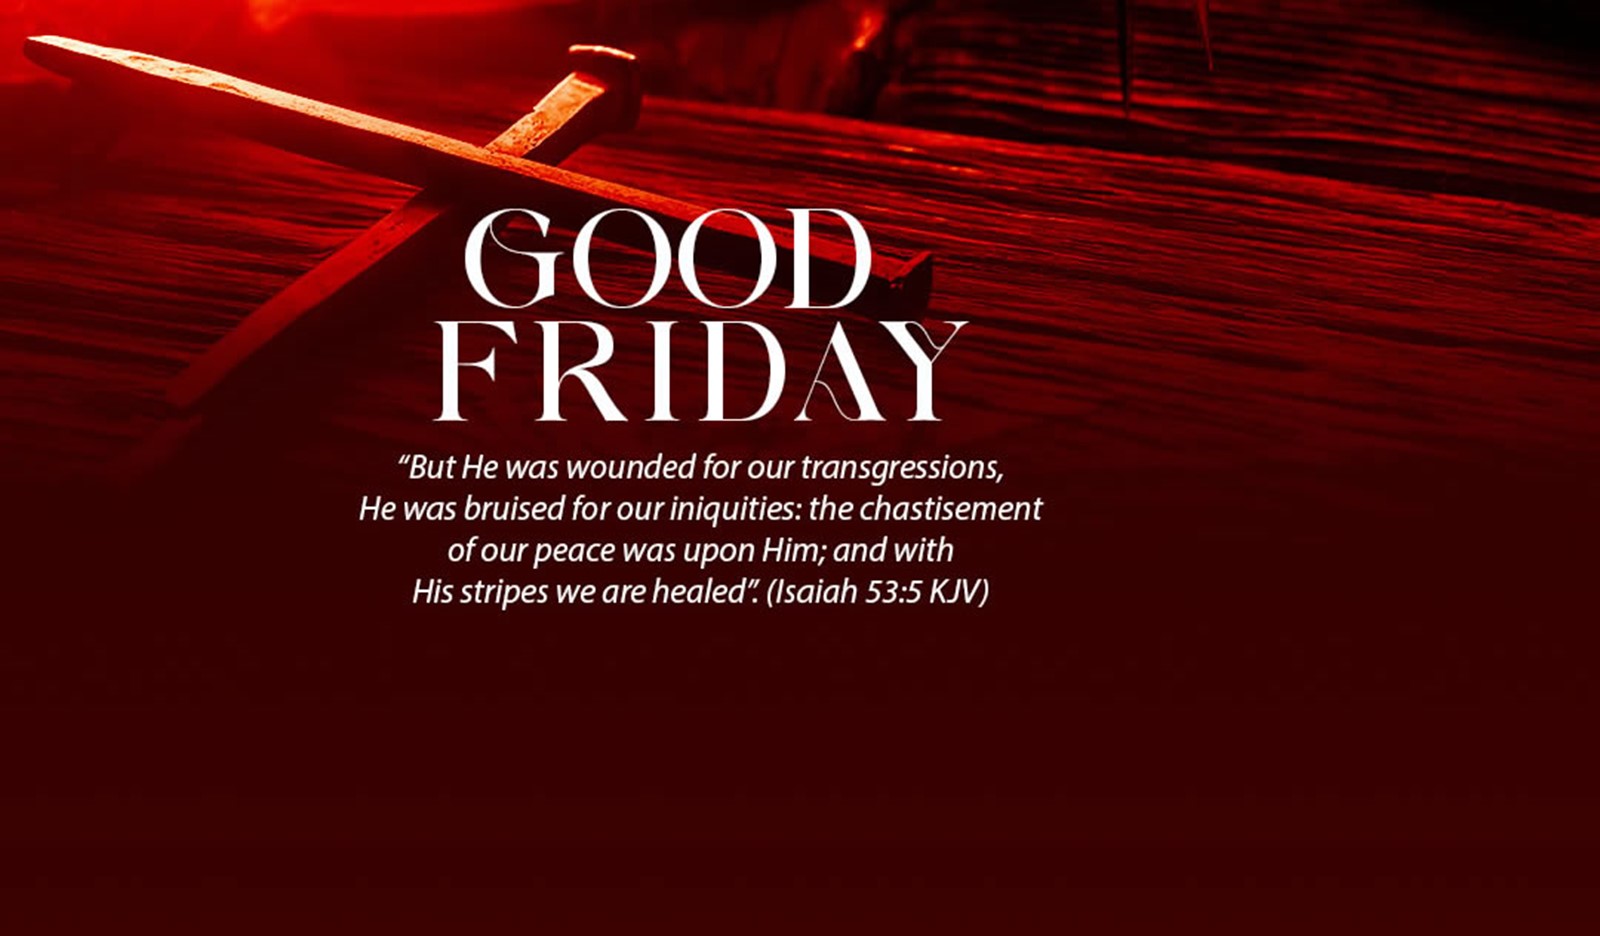 GOOD
FRIDAY
“But He was wounded for our transgressions,
He was bruised for our iniquities: the chastisement
of our peace was upon Him; and with
His stripes we are healed”. (Isaiah 53:5 KJV)